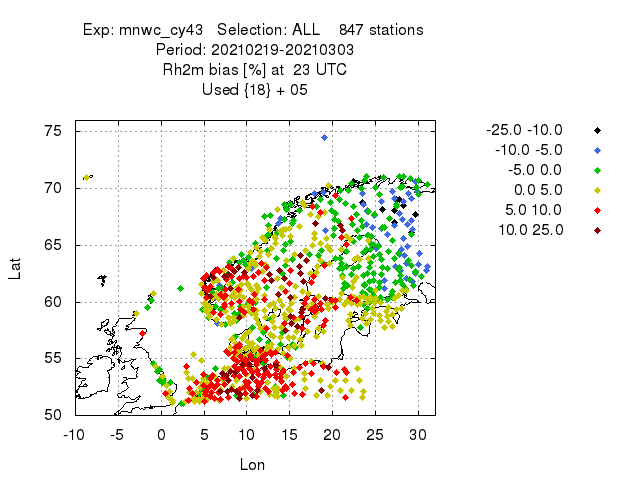 Exp: mnwc_cy43   Selection: ALL    847 stations
Period: 20210219-20210303
Rh2m bias [%] at  23 UTC
Used {18} + 05
-25.0 -10.0
-10.0 -5.0
-5.0 0.0
0.0 5.0
5.0 10.0
10.0 25.0
75
70
65
60
55
50
Lat
-10 -5 0 5 10 15 20 25 30
Lon